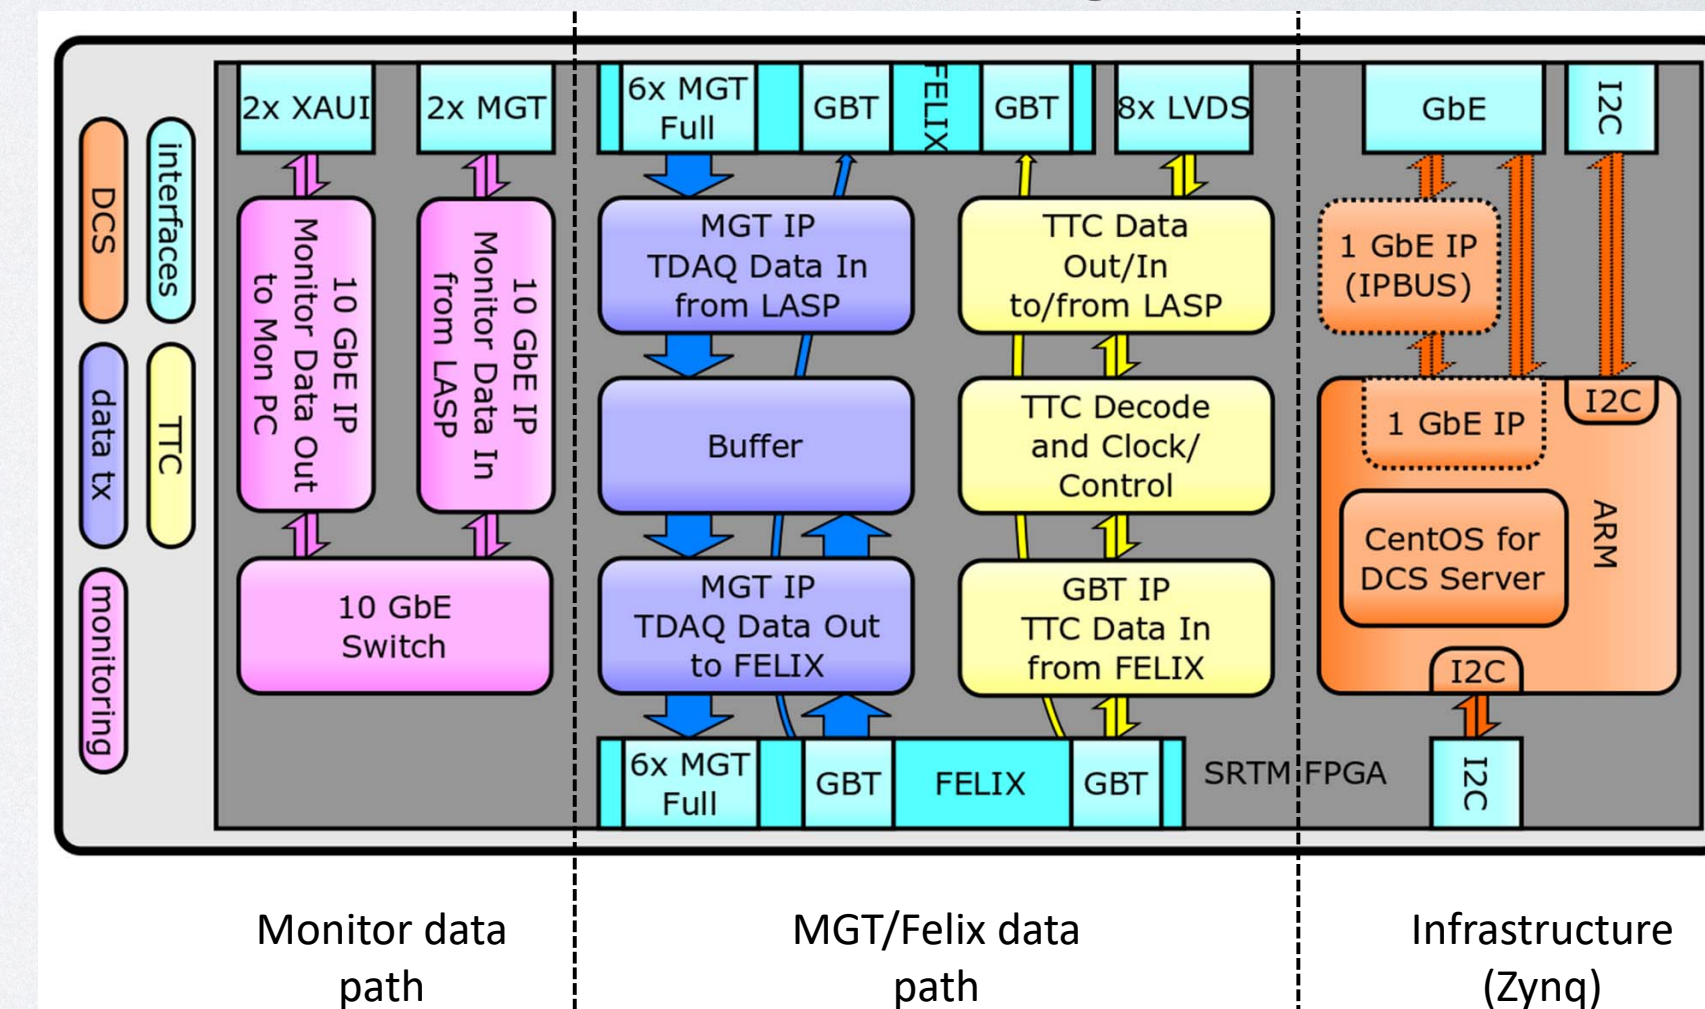 DCS
interfaces
data tx
TTC
monitoring
2x XAUI
2x MGT
10 GbE IP
Monitor Data Out
to Mon PC
10 GbE IP
Monitor Data In
from LASP
10 GbE
Switch
6x MGT
Full
GBT
FELIX
GBT
8x LVDS
MGT IP
TDAQ Data In
from LASP
TTC Data
Out/In
to/from LASP
Buffer
TTC Decode
and Clock/
Control
MGT IP
TDAQ Data Out
to FELIX
GBT IP
TTC Data In
from FELIX
6x MGT
Full
GBT
FELIX
GBT
SRTM FPGA
GbE
I2C
1 GbE IP
(IPBUS)
1 GbE IP
I2C
CentOS for
DCS Server
ARM
I2C
I2C
Monitor data
path
MGT/Felix data
path
Infrastructure
(Zynq)